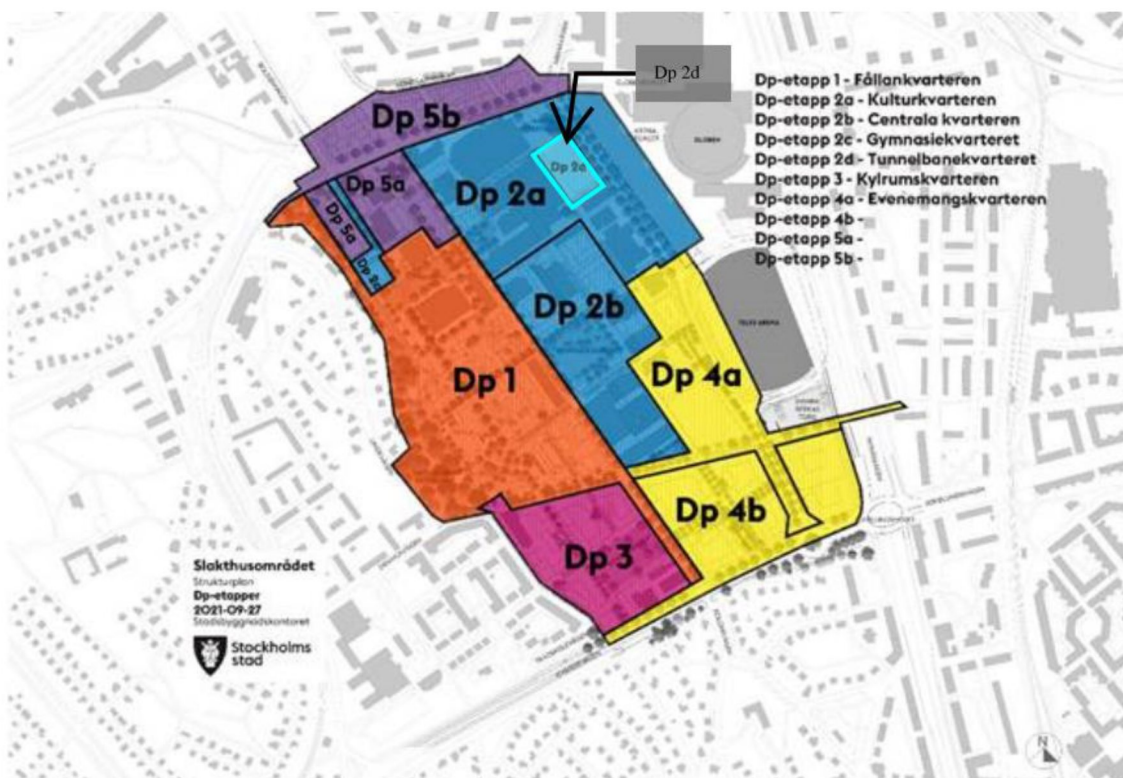 Dp 2d
Dp-etapp 1 - Fållankvarteren
Dp-etapp 2a - Kulturkvarteren
Dp-etapp 2b - Centrala kvarteren
Dp-etapp 2c - Gymnasiekvarteret
Dp-etapp 2d - Tunnelbanekvarteret
Dp-etapp 3 - Kylrumskvarteren
Dp-etapp 4a - Evenemangskvarteren
Dp-etapp 4b -
Dp-etapp 5a -
Dp-etapp 5b -
Dp 5b
Dp 5a
Dp 2a
Dp 5a
GLOBEN
Dp 2b
TELE2 ARENA
Dp 1
Dp 4a
Dp 4b
Dp 3
Slakthusområdet
Strukturplan
Dp-etapper
2021-09-27
Stadsbyggnadskontoret
Stockholms
stad
N